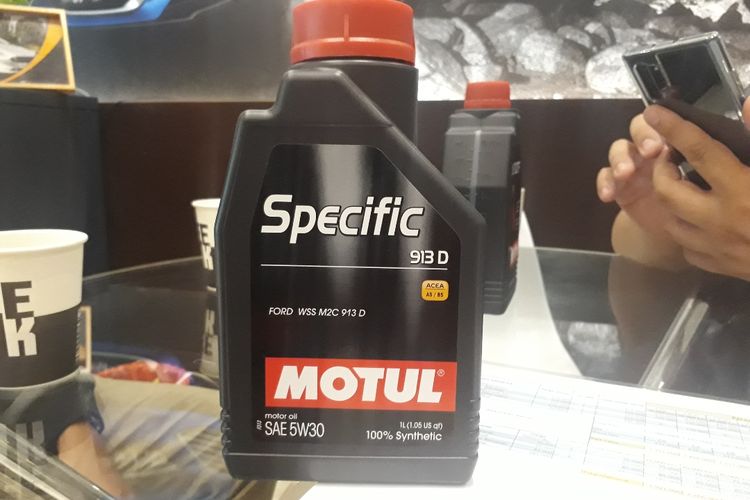 Specific
913 D
ACEA
A5 / B5
FORD WSS M2C 913 D
MOTUL®
motor oil
SAE 5W30
1L (1.05 US qt)
100% Synthetic
E
K
E
K